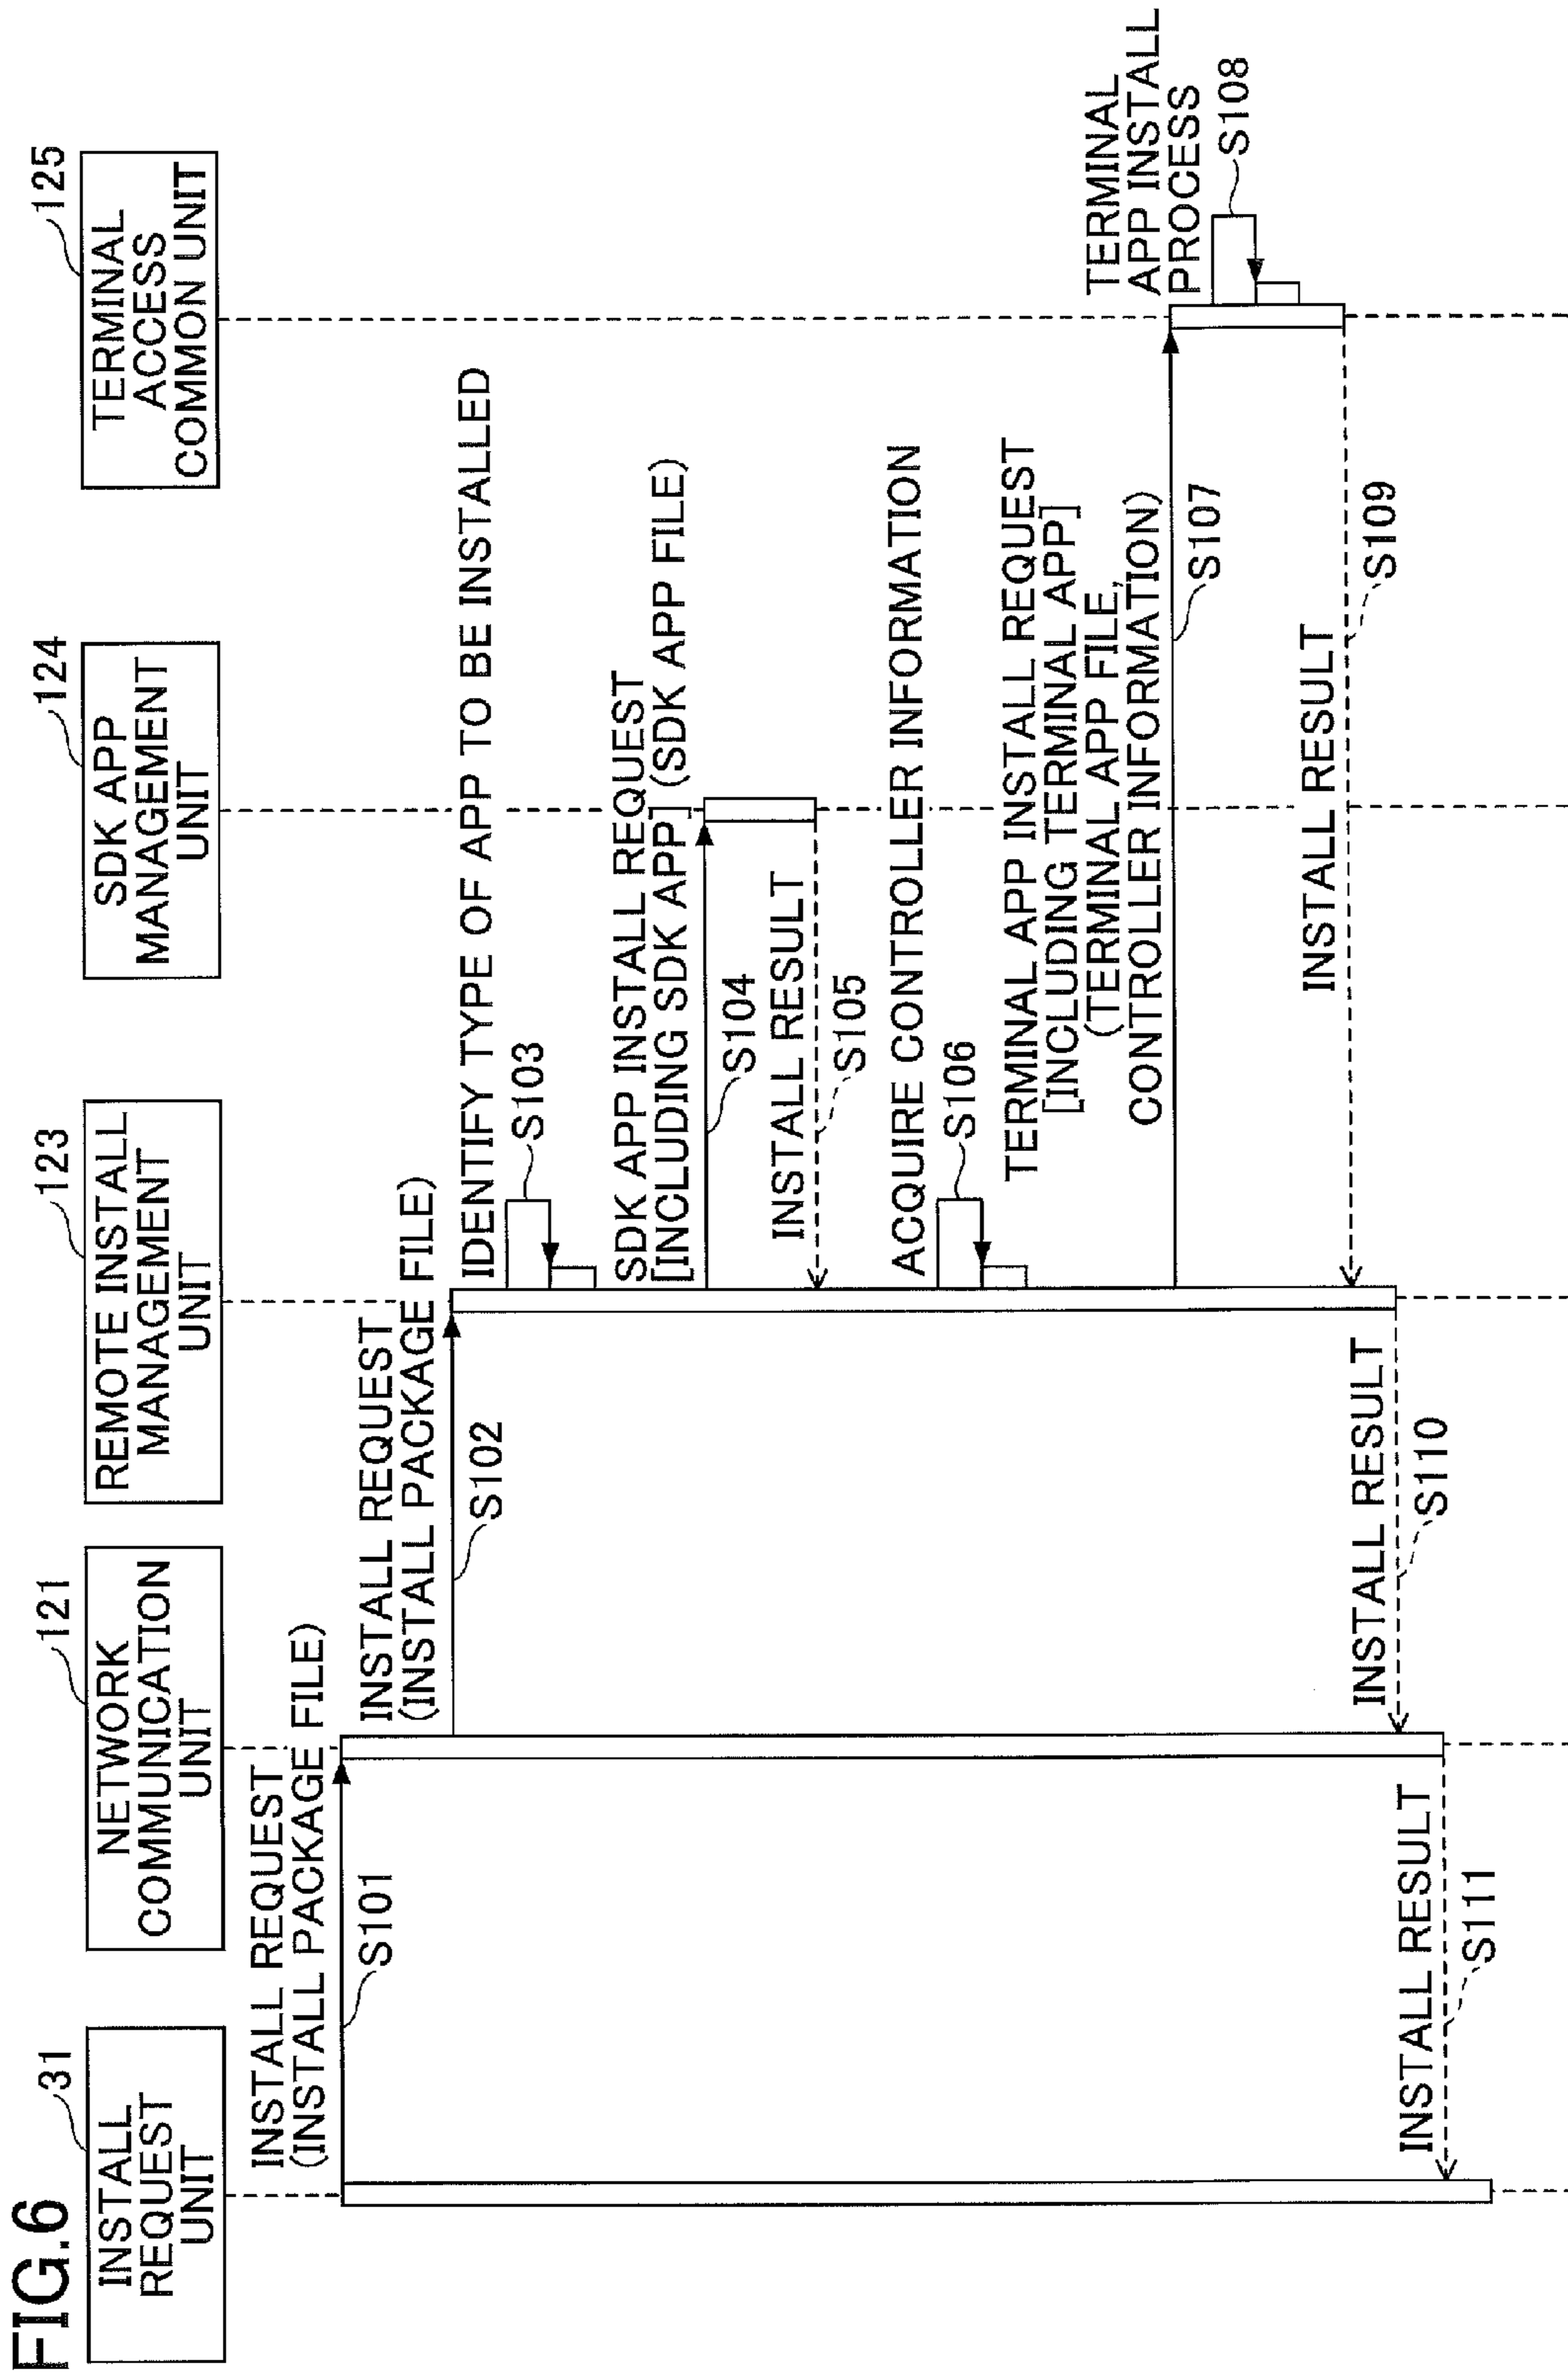 FIG.6
31
INSTALL
REQUEST
UNIT
121
NETWORK
COMMUNICATION
UNIT
123
REMOTE INSTALL
MANAGEMENT
UNIT
124
SDK APP
MANAGEMENT
UNIT
125
TERMINAL
ACCESS
COMMON UNIT
INSTALL REQUEST
(INSTALL PACKAGE FILE)
S101
INSTALL REQUEST
(INSTALL PACKAGE FILE)
S102
IDENTIFY TYPE OF APP TO BE INSTALLED
S103
SDK APP INSTALL REQUEST
[INCLUDING SDK APP] (SDK APP FILE)
S104
INSTALL RESULT
S105
ACQUIRE CONTROLLER INFORMATION
S106
TERMINAL APP INSTALL REQUEST
[INCLUDING TERMINAL APP]
(TERMINAL APP FILE,
CONTROLLER INFORMATION)
S107
TERMINAL
APP INSTALL
PROCESS
S108
INSTALL RESULT
S109
INSTALL RESULT
S110
INSTALL RESULT
S111